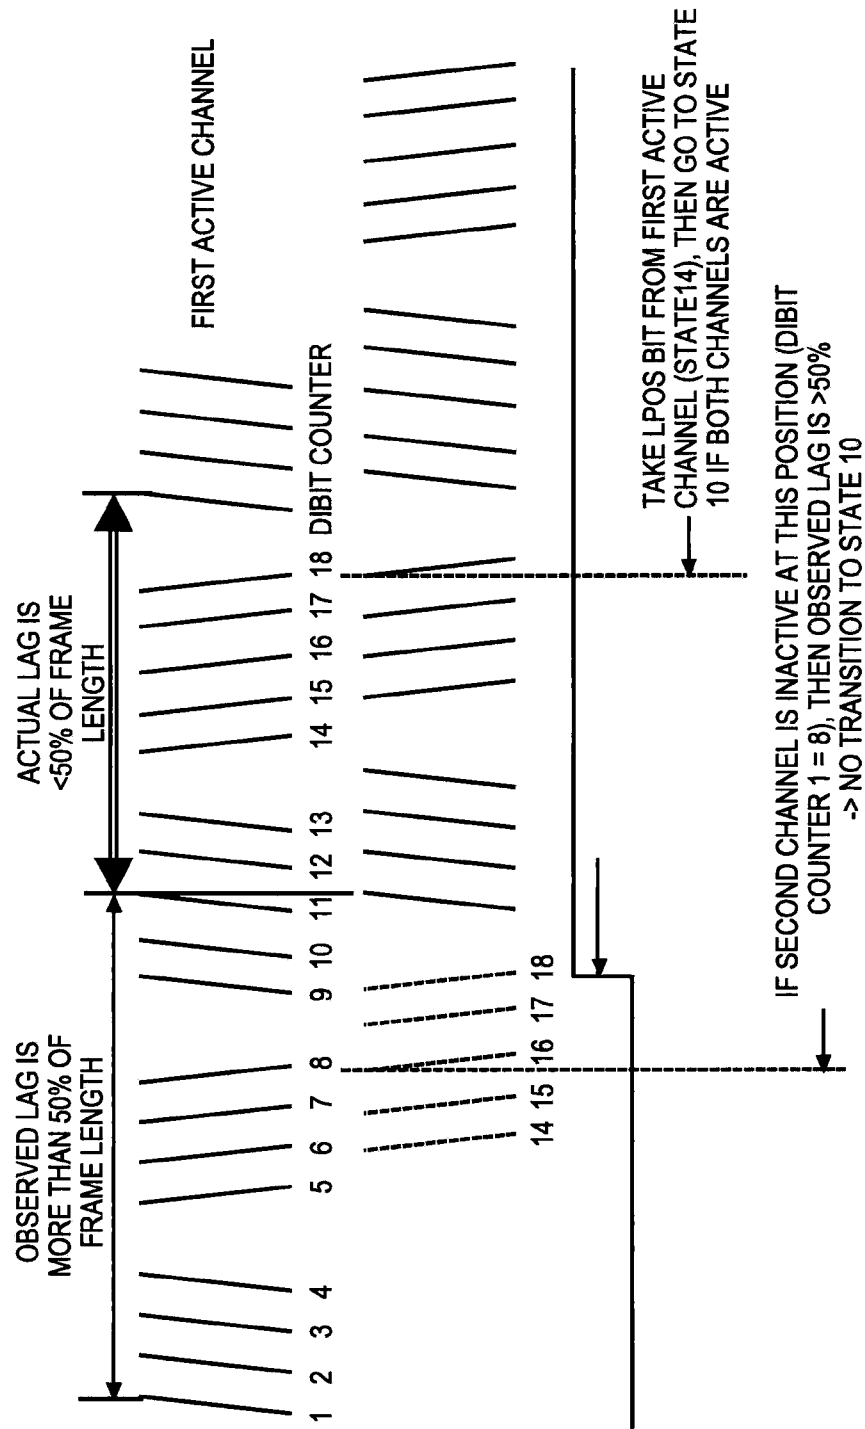 OBSERVED LAG IS
MORE THAN 50% OF
FRAME LENGTH
ACTUAL LAG IS
<50% OF FRAME
LENGTH
FIRST ACTIVE CHANNEL
1 2 3 4 5 6 7 8 9 10 11 12 13 14 15 16 17 18 DIBIT COUNTER
14 15 16 17 18
TAKE LPOS BIT FROM FIRST ACTIVE
CHANNEL (STATE14), THEN GO TO STATE
10 IF BOTH CHANNELS ARE ACTIVE
IF SECOND CHANNEL IS INACTIVE AT THIS POSITION (DIBIT
COUNTER 1 = 8), THEN OBSERVED LAG IS >50%
-> NO TRANSITION TO STATE 10